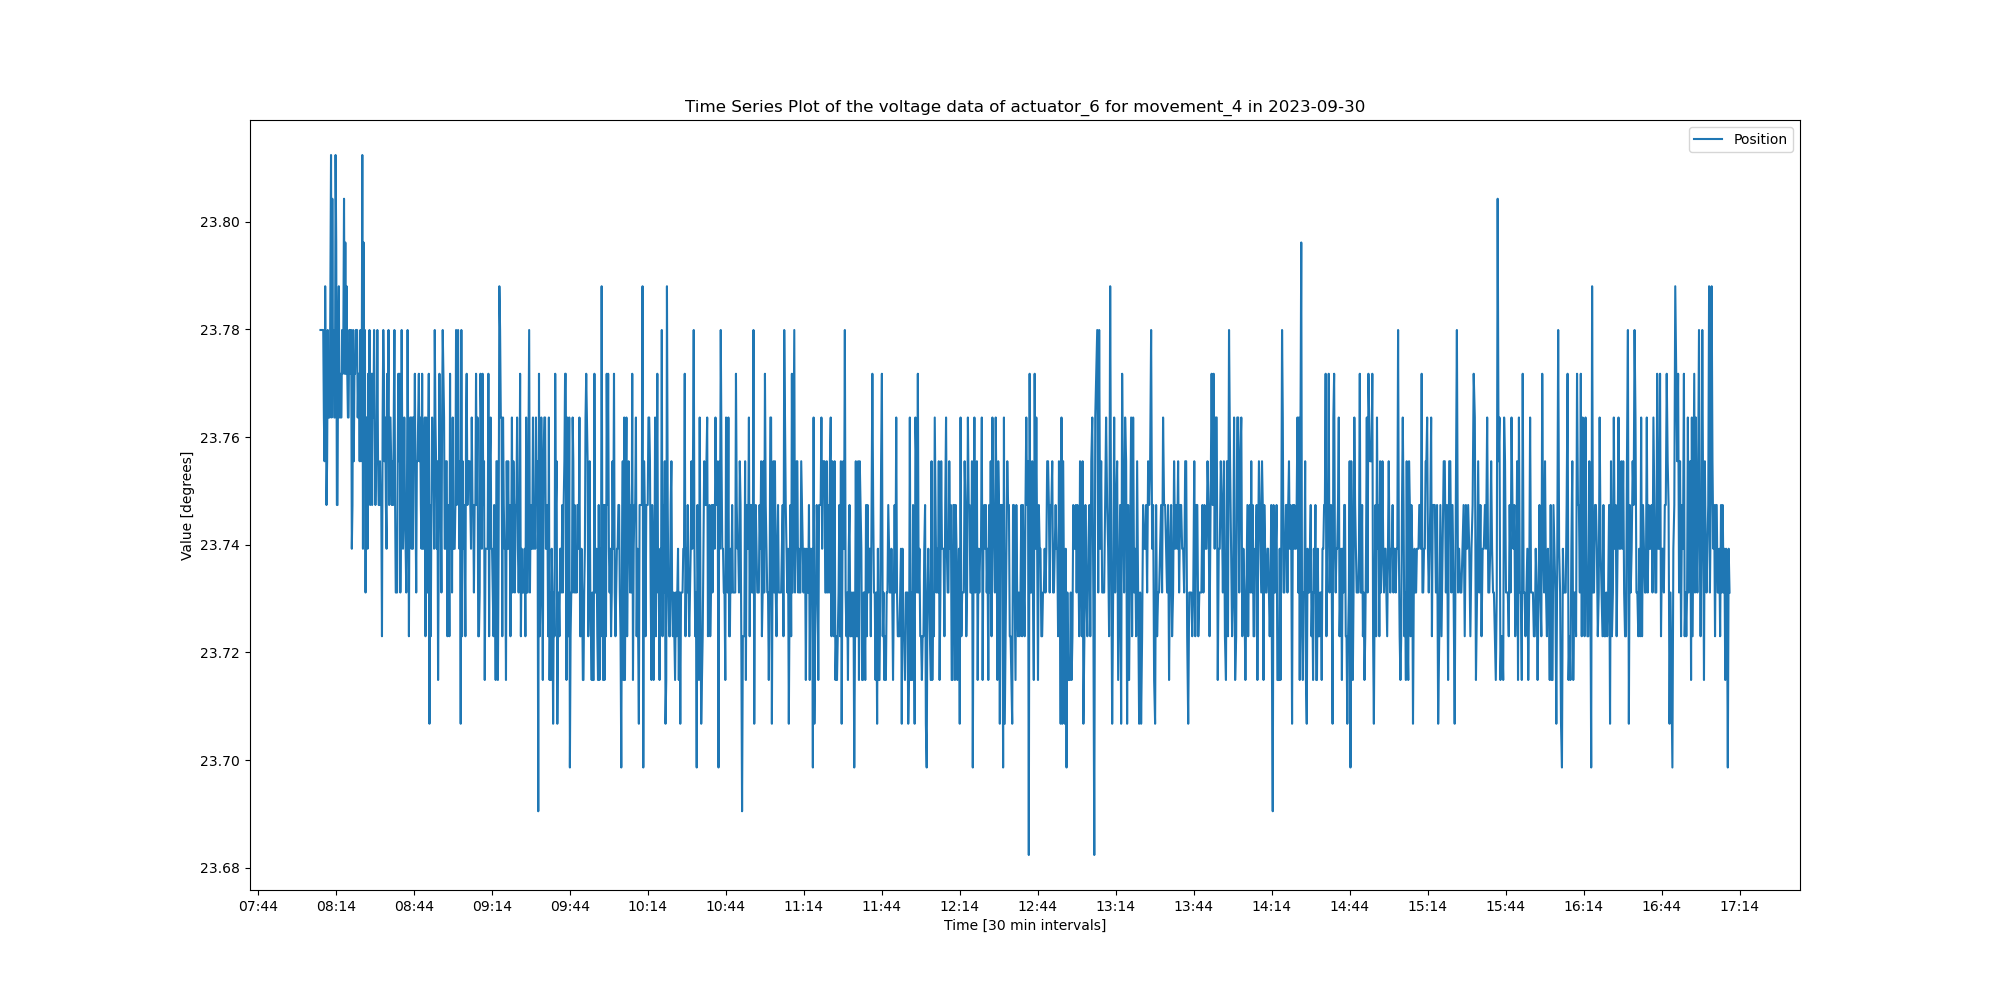 Time Series Plot of the voltage data of actuator_6 for movement_4 in 2023-09-30
Position
Value [degrees]
23.80
23.78
23.76
23.74
23.72
23.70
23.68
07:44 08:14 08:44 09:14 09:44 10:14 10:44 11:14 11:44 12:14 12:44 13:14 13:44 14:14 14:44 15:14 15:44 16:14 16:44 17:14
Time [30 min intervals]